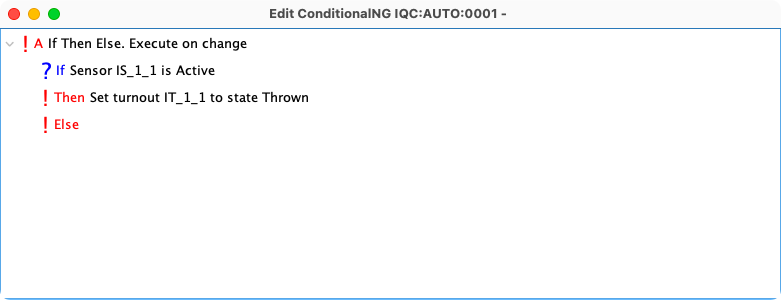 Edit ConditionalNG IQC:AUTO:0001 -
! A If Then Else. Execute on change
? If Sensor IS_1_1 is Active
! Then Set turnout IT_1_1 to state Thrown
! Else